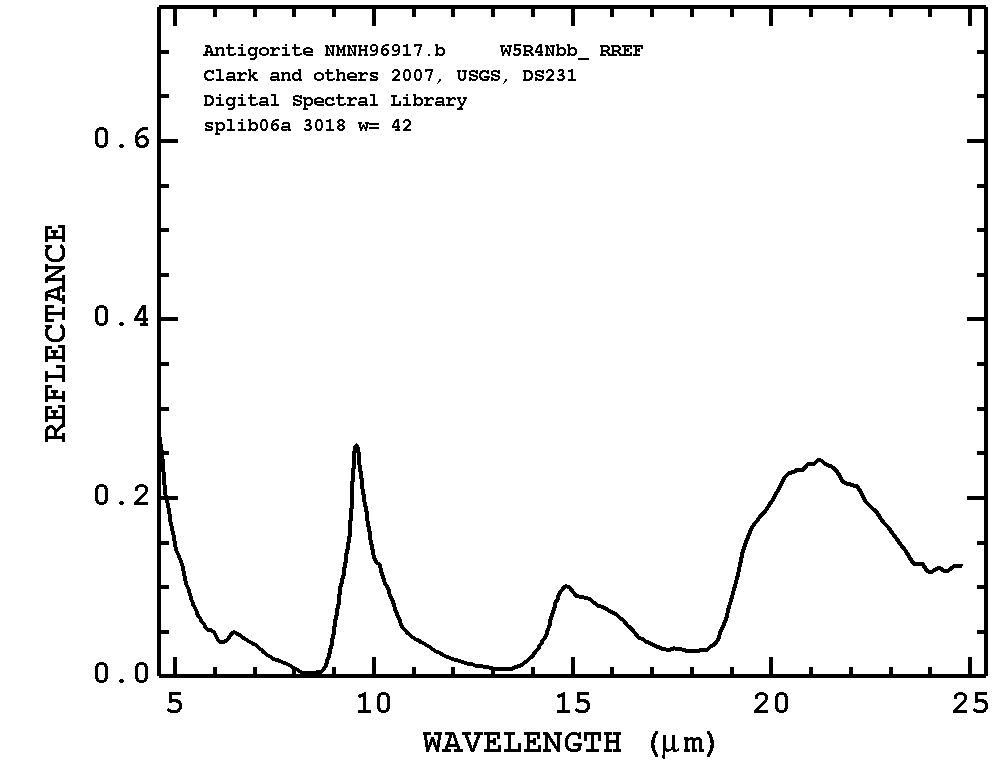 Antigorite NMNH96917.b W5R4Nbb_ RREF
Clark and others 2007, USGS, DS231
Digital Spectral Library
splib06a 3018 w= 42
0.6
0.4
0.2
0.0
REFLECTANCE
5 10 15 20 25
WAVELENGTH (μm)